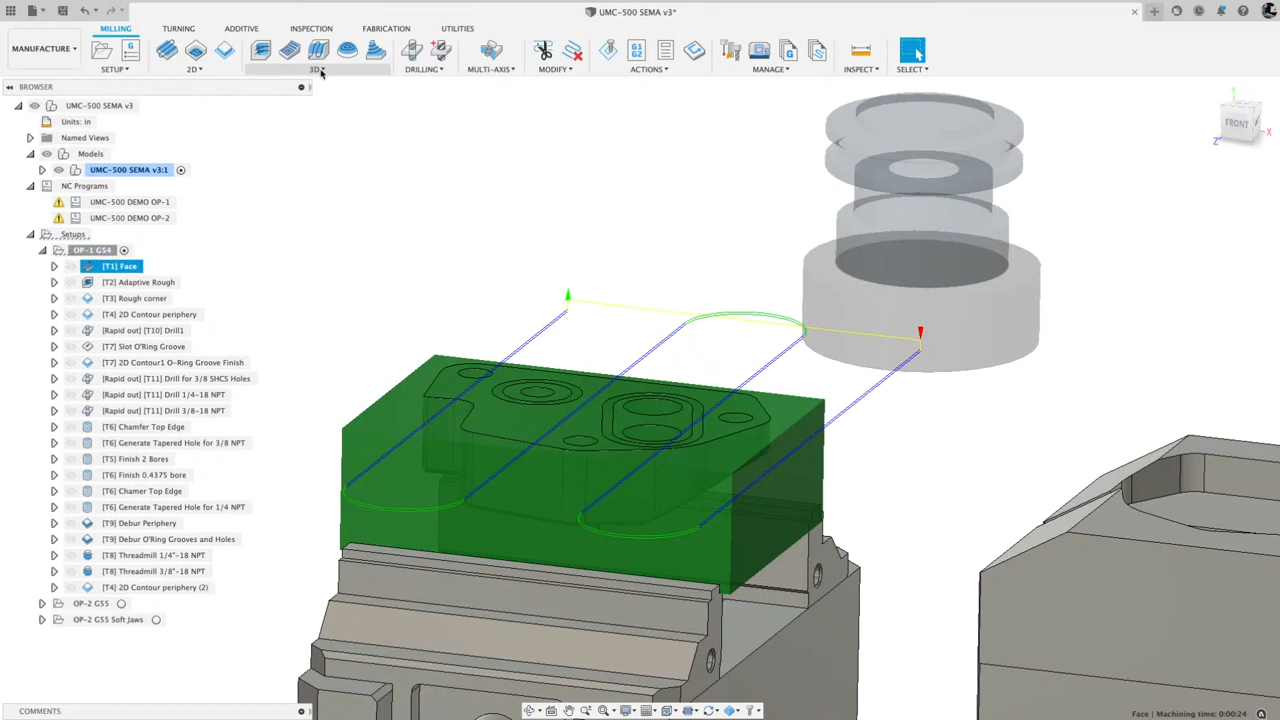 UMC-500 SEMA v3*
MILLING TURNING ADDITIVE INSPECTION FABRICATION UTILITIES
MANUFACTURE
G1
G2
SETUP 2D 3D DRILLING MULTI-AXIS MODIFY ACTIONS MANAGE INSPECT SELECT
BROWSER
UMC-500 SEMA v3
Units: in
Named Views
Models
UMC-500 SEMA v3:1
NC Programs
UMC-500 DEMO OP-1
UMC-500 DEMO OP-2
Setups
OP-1 G54
[T1] Face
[T2] Adaptive Rough
[T3] Rough corner
[T4] 2D Contour periphery
[Rapid out] [T10] Drill1
[T7] Slot O'Ring Groove
[T7] 2D Contour1 O-Ring Groove Finish
[Rapid out] [T11] Drill for 3/8 SHCS Holes
[Rapid out] [T11] Drill 1/4-18 NPT
[Rapid out] [T11] Drill 3/8-18 NPT
[T6] Chamfer Top Edge
[T6] Generate Tapered Hole for 3/8 NPT
[T5] Finish 2 Bores
[T6] Finish 0.4375 bore
[T6] Chamer Top Edge
[T6] Generate Tapered Hole for 1/4 NPT
[T9] Debur Periphery
[T9] Debur O'Ring Grooves and Holes
[T8] Threadmill 1/4"-18 NPT
[T8] Threadmill 3/8"-18 NPT
[T4] 2D Contour periphery (2)
OP-2 G55
OP-2 G55 Soft Jaws
Y
FRONT
X
Z
COMMENTS
Face | Machining time: 0:00:24